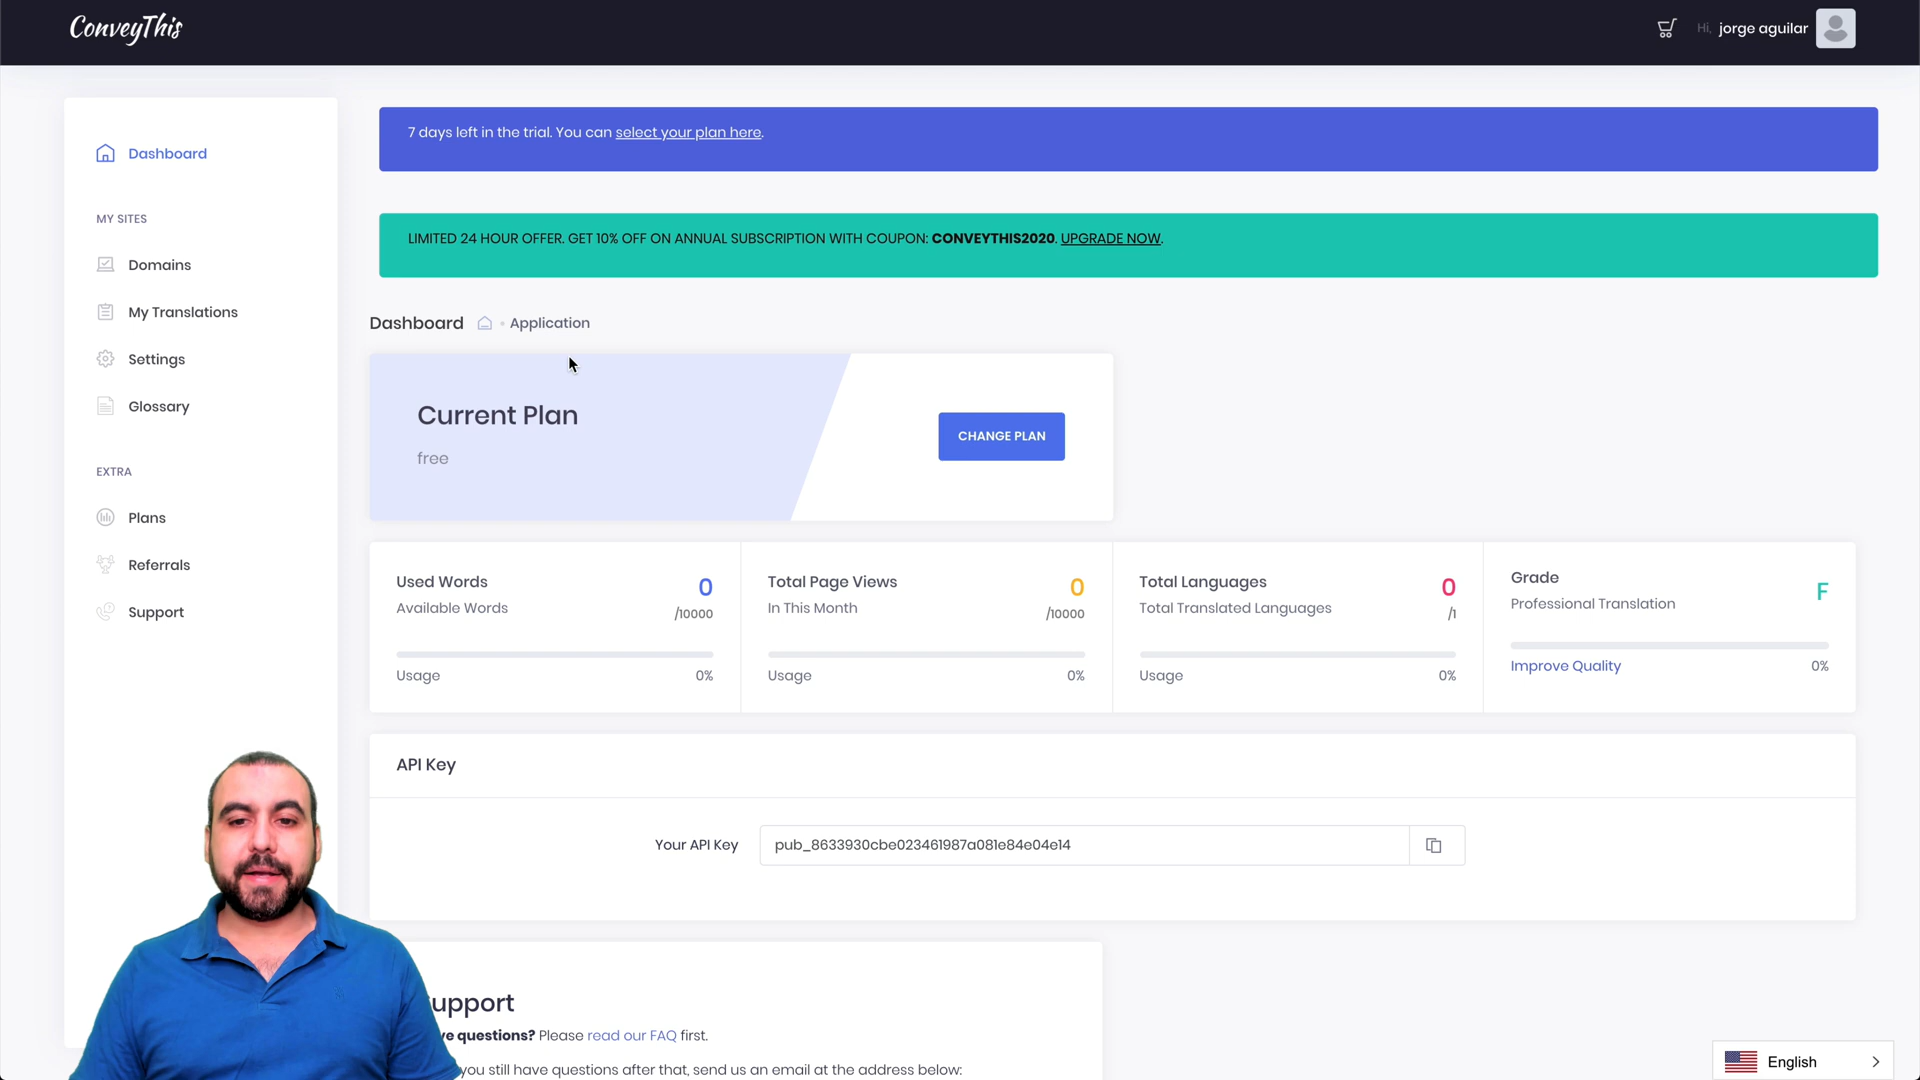 ConveyThis
Hi, jorge aguilar
Dashboard
MY SITES
Domains
My Translations
Settings
Glossary
EXTRA
Plans
Referrals
Support
7 days left in the trial. You can select your plan here.
LIMITED 24 HOUR OFFER. GET 10% OFF ON ANNUAL SUBSCRIPTION WITH COUPON: CONVEYTHIS2020. UPGRADE NOW.
Dashboard • Application
Current Plan
free
CHANGE PLAN
Used Words 0
Available Words /10000
Usage 0%
Total Page Views 0
In This Month /10000
Usage 0%
Total Languages 0
Total Translated Languages /1
Usage 0%
Grade F
Professional Translation
Improve Quality 0%
API Key
Your API Key pub_8633930cbe023461987a081e84e04e14
upport
ve questions? Please read our FAQ first.
you still have questions after that, send us an email at the address below:
English